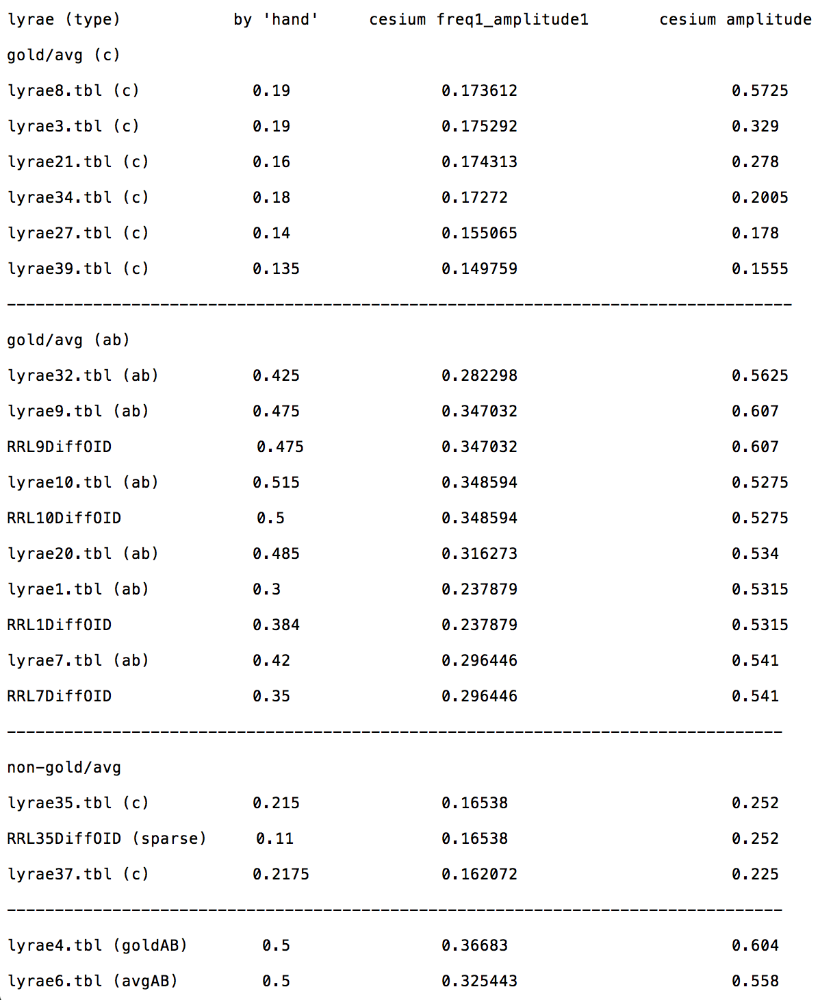 lyrae (type) by 'hand' cesium freq1_amplitude1 cesium amplitude
gold/avg (c)
lyrae8.tbl (c) 0.19 0.173612 0.5725
lyrae3.tbl (c) 0.19 0.175292 0.329
lyrae21.tbl (c) 0.16 0.174313 0.278
lyrae34.tbl (c) 0.18 0.17272 0.2005
lyrae27.tbl (c) 0.14 0.155065 0.178
lyrae39.tbl (c) 0.135 0.149759 0.1555
-----------------------------------------------------------------------------------
gold/avg (ab)
lyrae32.tbl (ab) 0.425 0.282298 0.5625
lyrae9.tbl (ab) 0.475 0.347032 0.607
RRL9DiffOID 0.475 0.347032 0.607
lyrae10.tbl (ab) 0.515 0.348594 0.5275
RRL10DiffOID 0.5 0.348594 0.5275
lyrae20.tbl (ab) 0.485 0.316273 0.534
lyrae1.tbl (ab) 0.3 0.237879 0.5315
RRL1DiffOID 0.384 0.237879 0.5315
lyrae7.tbl (ab) 0.42 0.296446 0.541
RRL7DiffOID 0.35 0.296446 0.541
----------------------------------------------------------------------------------
non-gold/avg
lyrae35.tbl (c) 0.215 0.16538 0.252
RRL35DiffOID (sparse) 0.11 0.16538 0.252
lyrae37.tbl (c) 0.2175 0.162072 0.225
----------------------------------------------------------------------------------
lyrae4.tbl (goldAB) 0.5 0.36683 0.604
lyrae6.tbl (avgAB) 0.5 0.325443 0.558